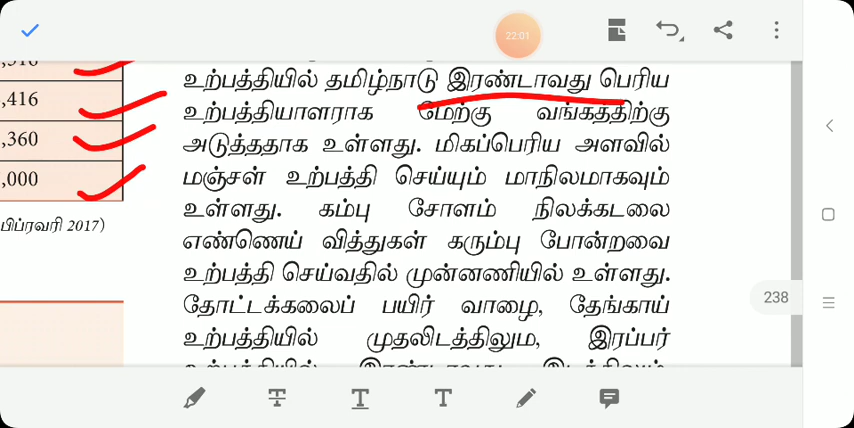 22:01
,416
,360
,000
பிப்ரவரி 2017)
உற்பத்தியில் தமிழ்நாடு இரண்டாவது பெரிய
உற்பத்தியாளராக மேற்கு வங்கத்திற்கு
அடுத்ததாக உள்ளது. மிகப்பெரிய அளவில்
மஞ்சள் உற்பத்தி செய்யும் மாநிலமாகவும்
உள்ளது. கம்பு சோளம் நிலக்கடலை
எண்ணெய் வித்துகள் கரும்பு போன்றவை
உற்பத்தி செய்வதில் முன்னணியில் உள்ளது.
தோட்டக்கலைப் பயிர் வாழை, தேங்காய்
உற்பத்தியில் முதலிடத்திலும, இரப்பர்
238